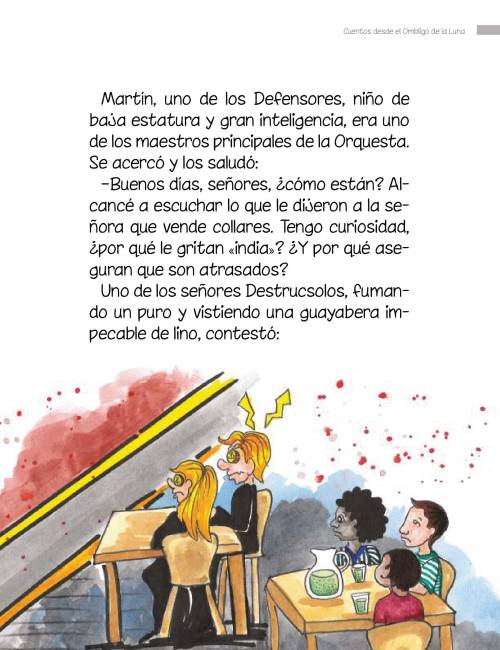 Cuentos desde el Ombligo de la Luna
Martín, uno de los Defensores, niño de
baja estatura y gran inteligencia, era uno
de los maestros principales de la Orquesta.
Se acercó y los saludó:
–Buenos días, señores, ¿cómo están? Al-
cancé a escuchar lo que le dijeron a la se-
ñora que vende collares. Tengo curiosidad,
¿por qué le gritan «india»? ¿Y por qué ase-
guran que son atrasados?
Uno de los señores Destrucsolos, fuman-
do un puro y vistiendo una guayabera im-
pecable de lino, contestó: